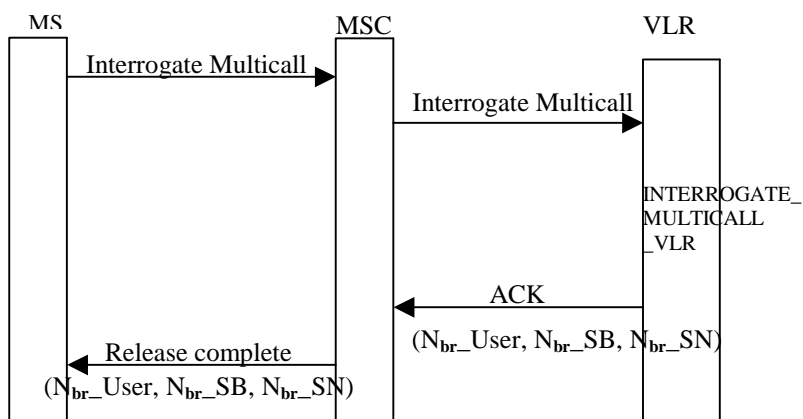 MS
MSC
VLR
Interrogate Multicall
Interrogate Multicall
INTERROGATE_
MULTICALL
_VLR
ACK
(Nbr_User, Nbr_SB, Nbr_SN)
Release complete
(Nbr_User, Nbr_SB, Nbr_SN)